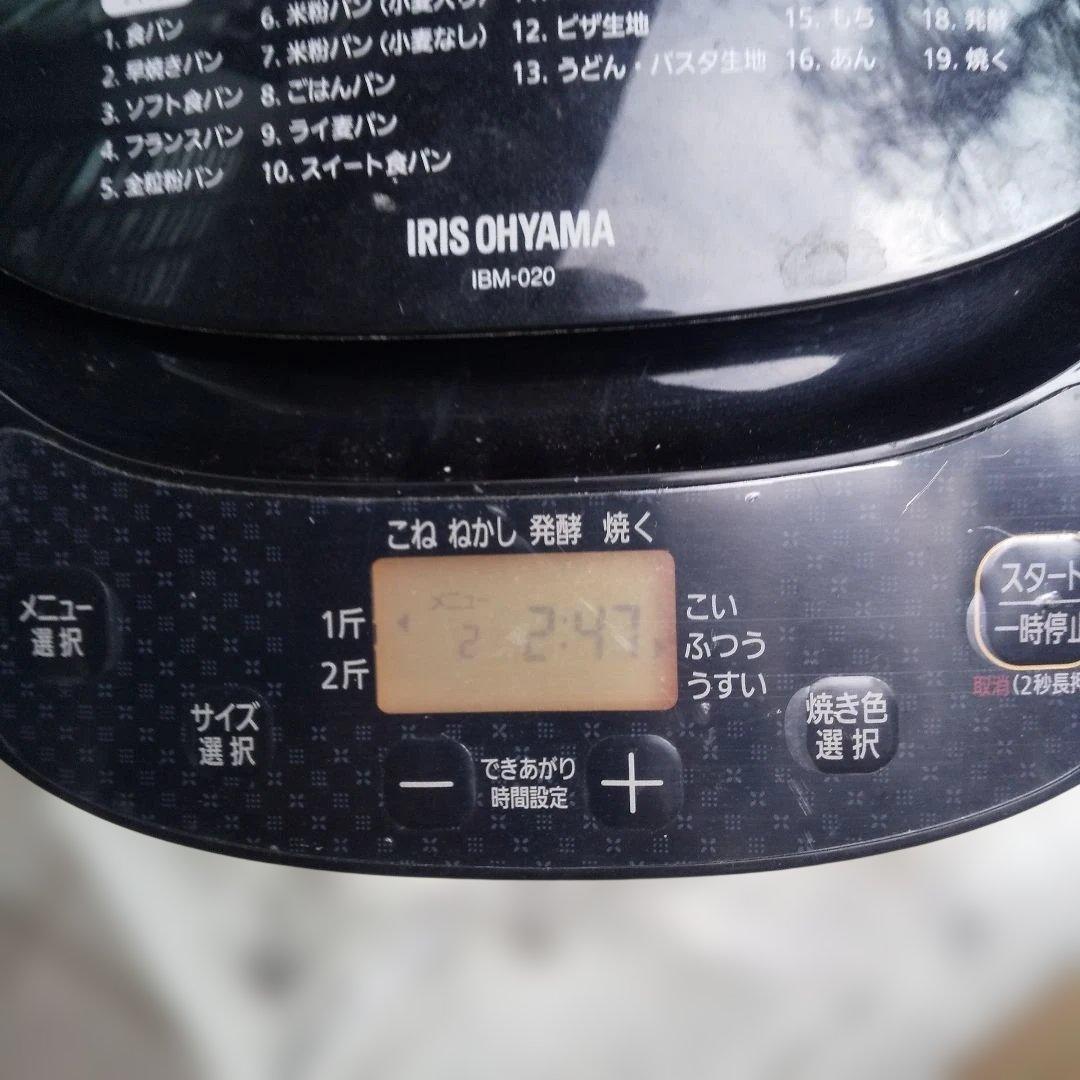 1. 食パン
2. 早焼きパン
3. ソフト食パン
4. フランスパン
5. 全粒粉パン
6. 米粉パン(小麦入り)
7. 米粉パン(小麦なし)
8. ごはんパン
9. ライ麦パン
10. スイート食パン
12. ピザ生地
13. うどん・パスタ生地
15. もち
16. あん
18. 発酵
19. 焼く
IRIS OHYAMA
IBM-020
こね ねかし 発酵 焼く
メニュー
選択
1斤
2斤
メニュー
2 2:47
こい
ふつう
うすい
スタート
一時停止
取消(2秒長押
サイズ
選択
−
できあがり
時間設定
+
焼き色
選択